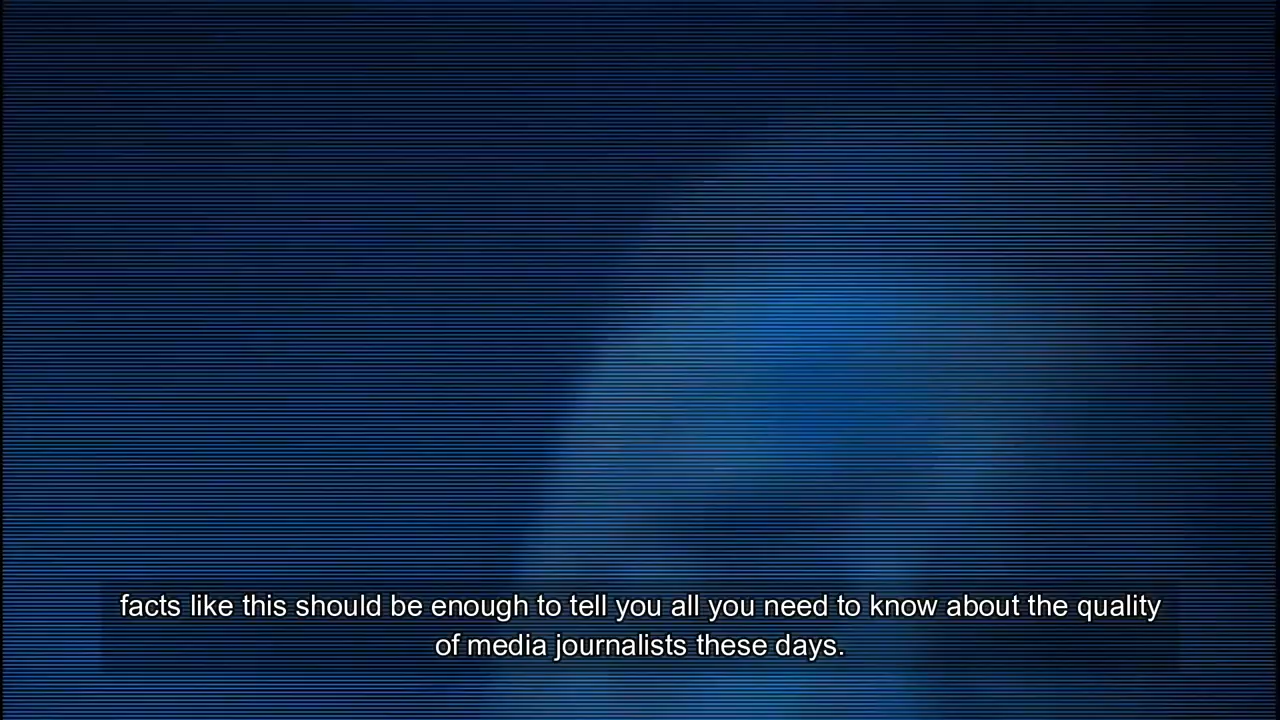 facts like this should be enough to tell you all you need to know about the quality
of media journalists these days.